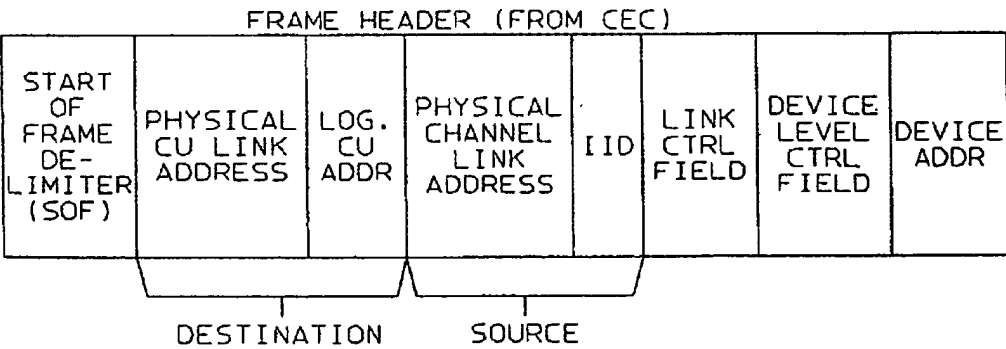 FRAME HEADER (FROM CEC)
START
OF
FRAME
DE-
LIMITER
(SOF)
PHYSICAL
CU LINK
ADDRESS
LOG.
CU
ADDR
PHYSICAL
CHANNEL
LINK
ADDRESS
IID
LINK
CTRL
FIELD
DEVICE
LEVEL
CTRL
FIELD
DEVICE
ADDR
DESTINATION
SOURCE